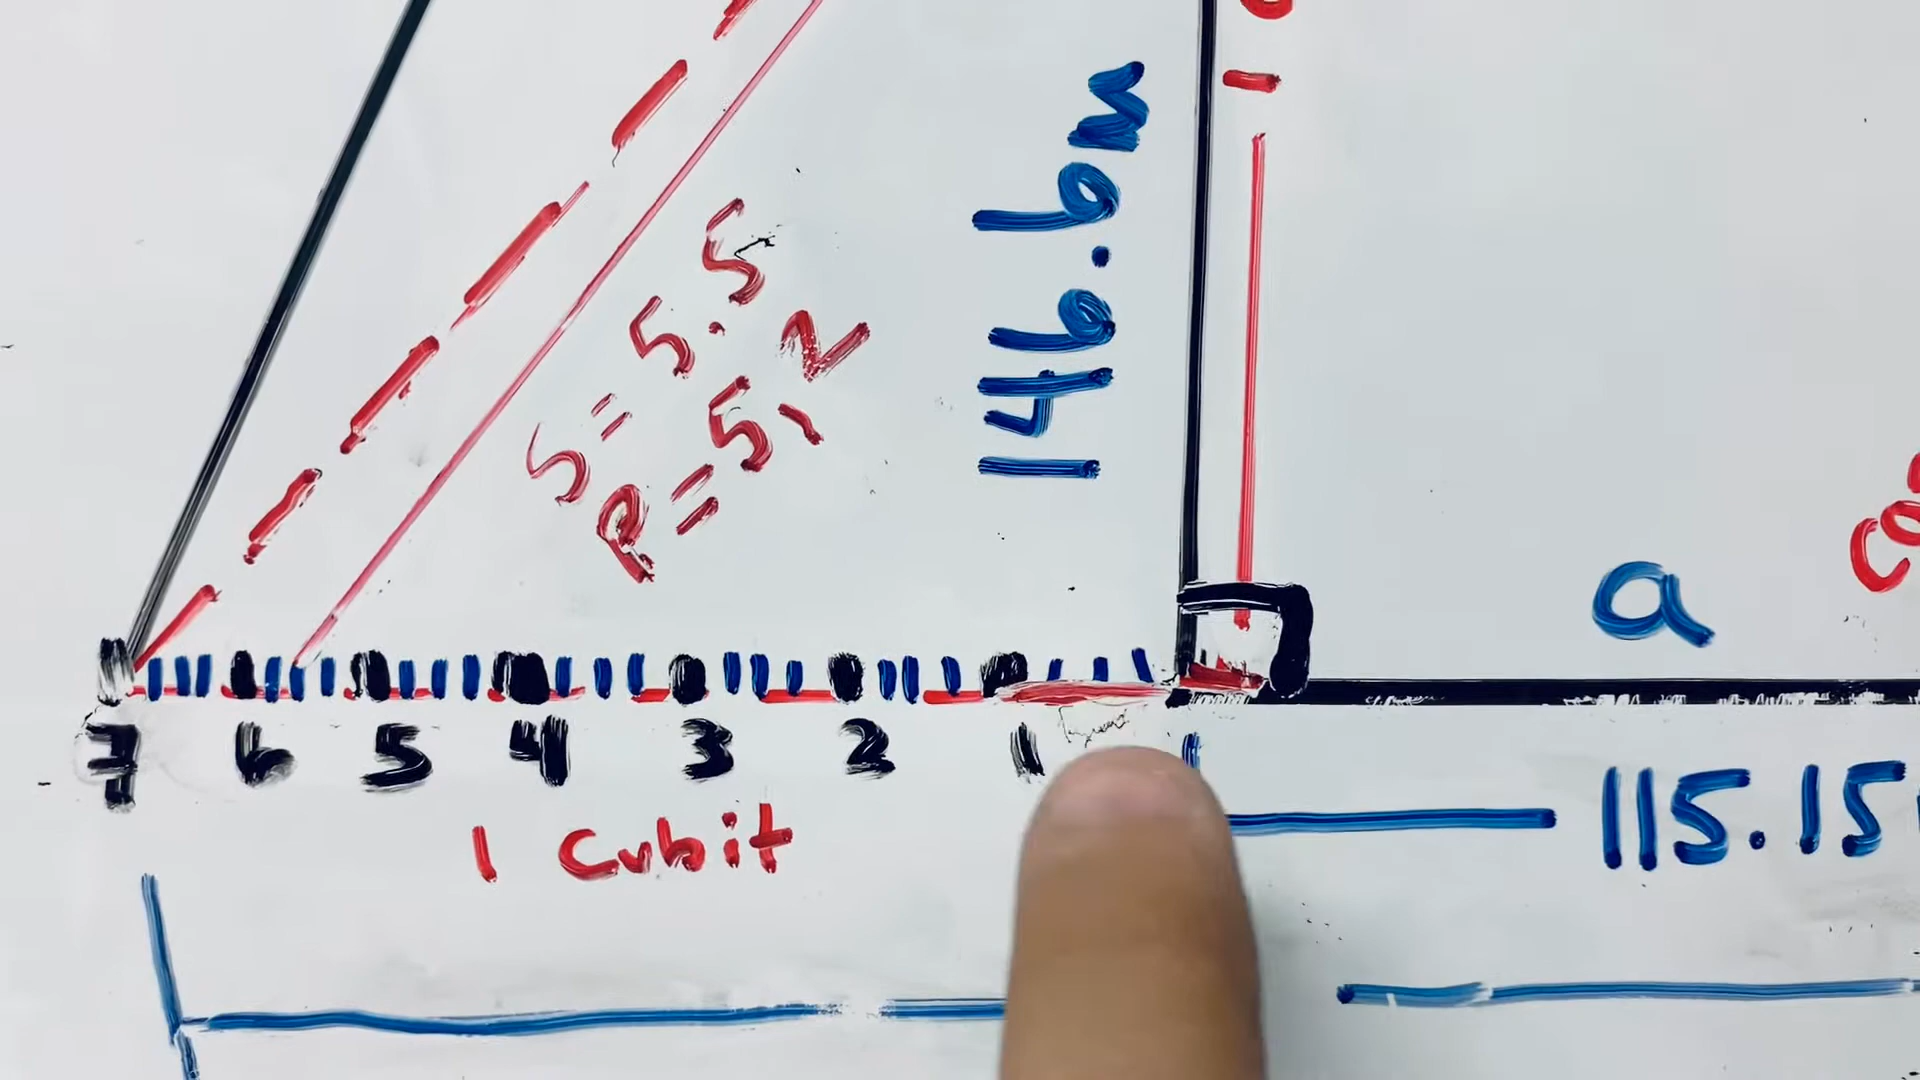 S = 5.5
P = 5,2
146.6m
a
7 6 5 4 3 2 1
1 Cubit
115.15